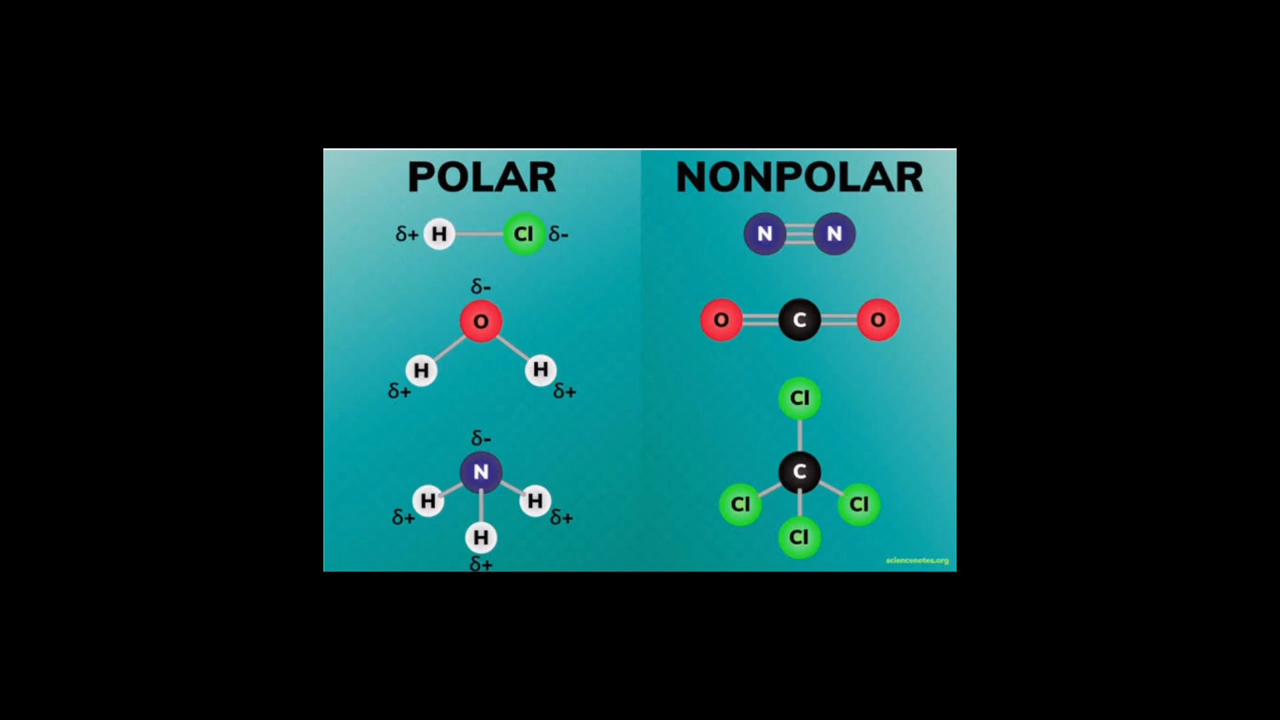 POLAR
δ+ H Cl δ-
δ-
O
H H
δ+ δ+
δ-
N
H H
δ+ δ+
H
δ+
NONPOLAR
N N
O C O
Cl
C
Cl Cl
Cl
sciencenotes.org